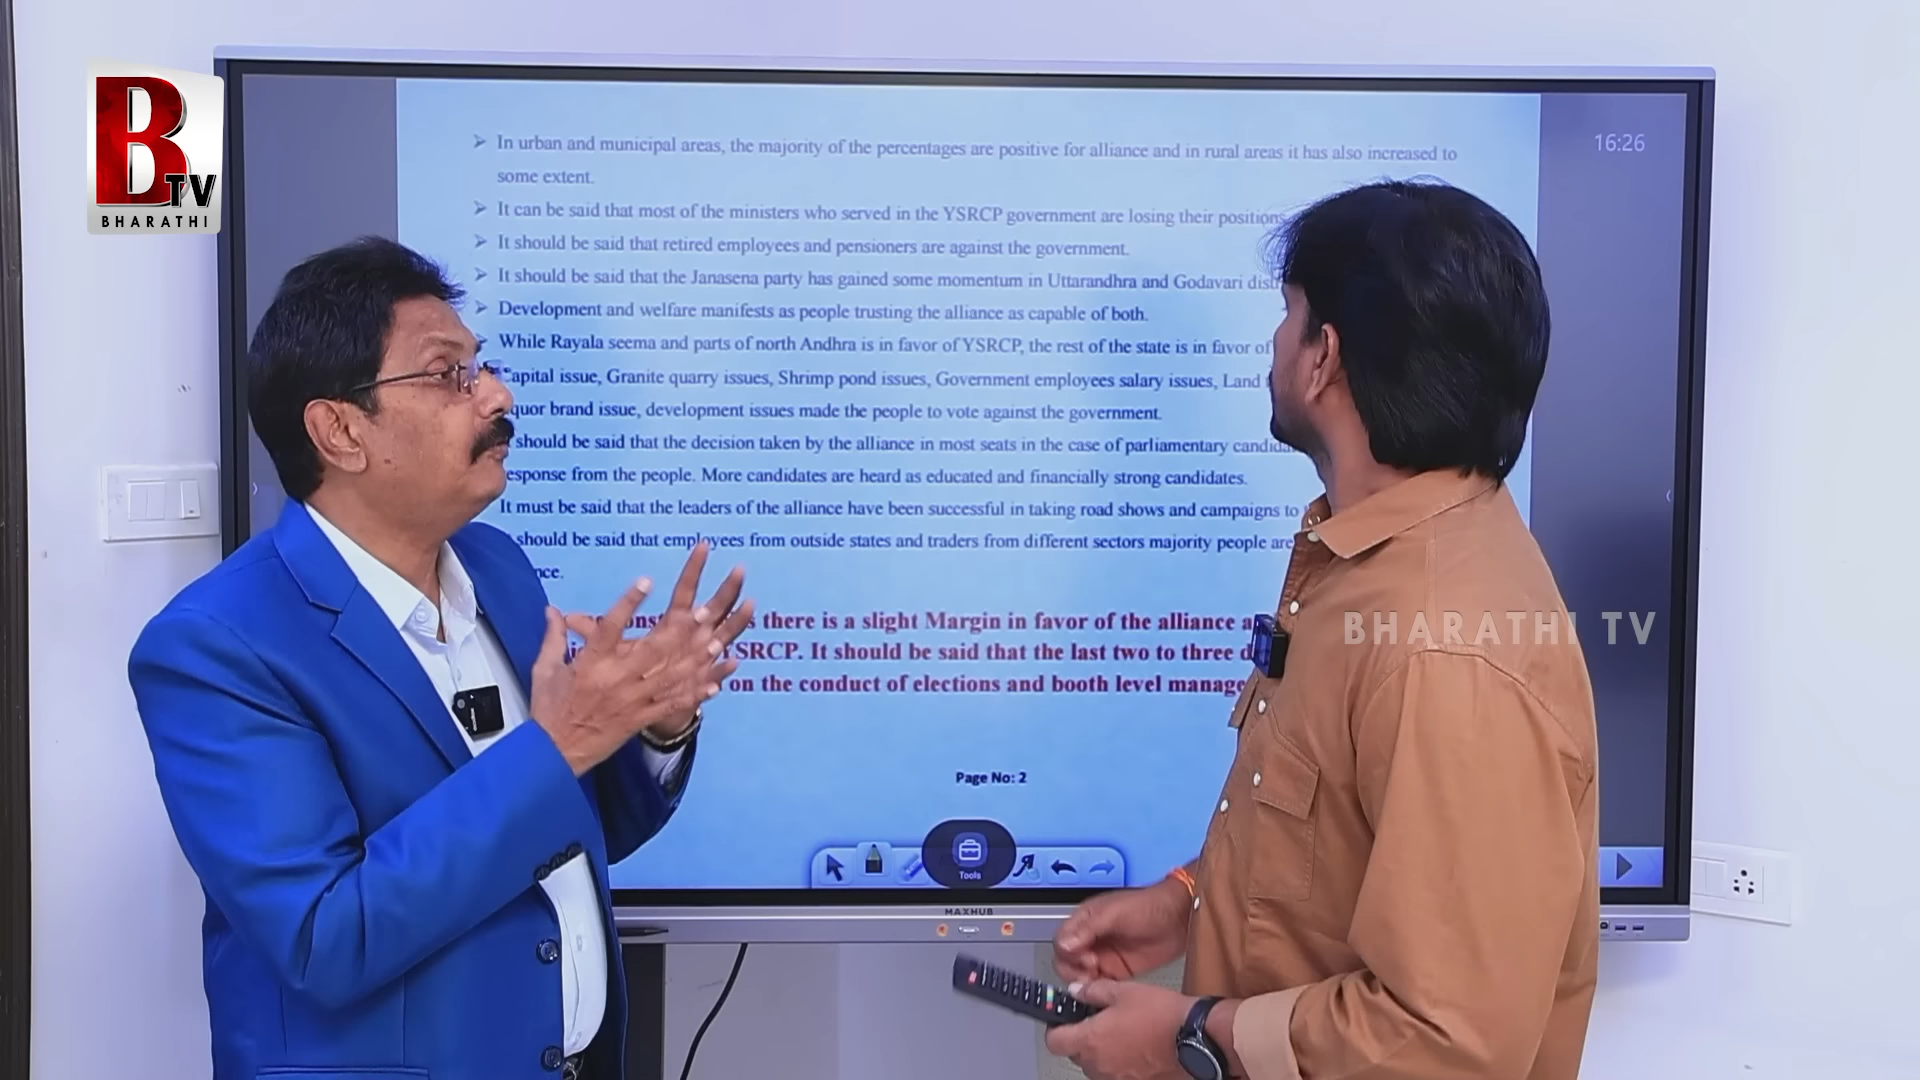 B
TV
BHARATHI
16:26
➢ In urban and municipal areas, the majority of the percentages are positive for alliance and in rural areas it has also increased to
some extent.
➢ It can be said that most of the ministers who served in the YSRCP government are losing their positions
➢ It should be said that retired employees and pensioners are against the government.
➢ It should be said that the Janasena party has gained some momentum in Uttarandhra and Godavari
➢ Development and welfare manifests as people trusting the alliance as capable of both.
While Rayala seema and parts of north Andhra is in favor of YSRCP, the rest of the state is in favor of
apital issue, Granite quarry issues, Shrimp pond issues, Government employees salary issues, Land
quor brand issue, development issues made the people to vote against the government.
should be said that the decision taken by the alliance in most seats in the case of parliamentary
esponse from the people. More candidates are heard as educated and financially strong candidates.
It must be said that the leaders of the alliance have been successful in taking road shows and campaigns to
should be said that employees from outside states and traders from different sectors majority people are
nce.
there is a slight Margin in favor of the alliance
YSRCP. It should be said that the last two to three
on the conduct of elections and booth level
BHARATHI TV
Page No: 2
Tools
MAXHUB